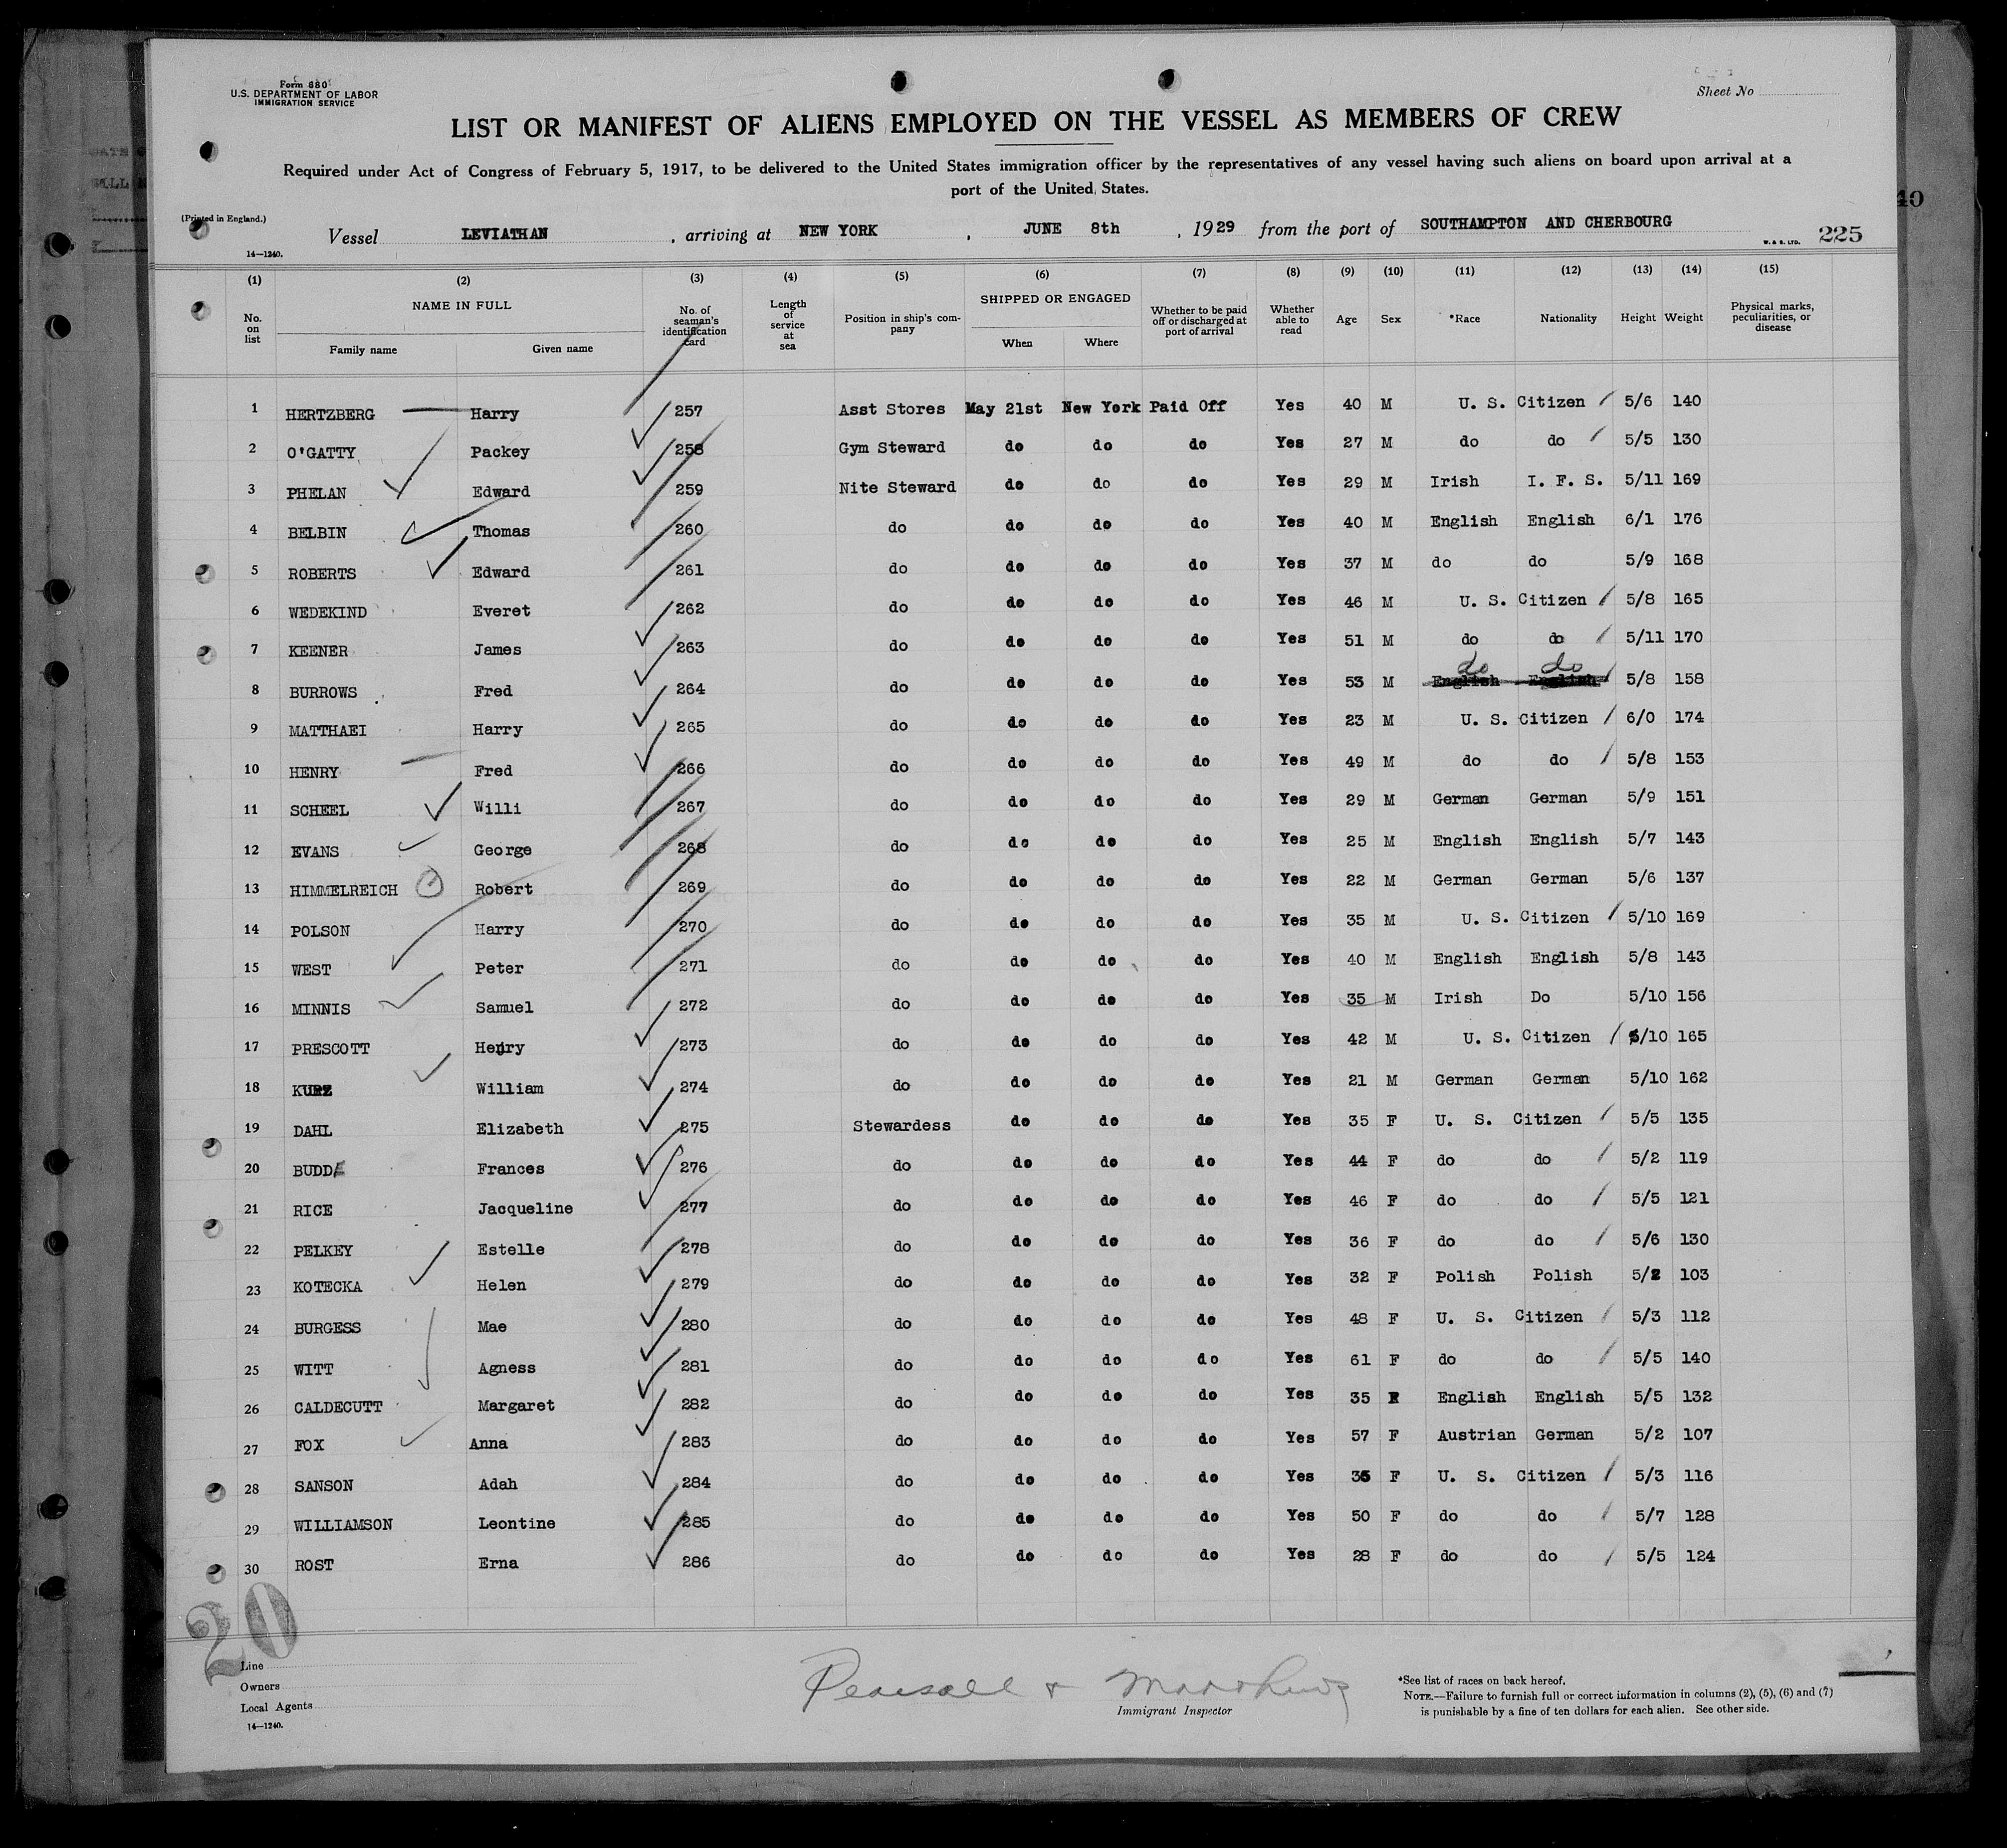 Form 680
U.S. DEPARTMENT OF LABOR
IMMIGRATION SERVICE
Sheet No
LIST OR MANIFEST OF ALIENS EMPLOYED ON THE VESSEL AS MEMBERS OF CREW
Required under Act of Congress of February 5, 1917, to be delivered to the United States immigration officer by the representatives of any vessel having such aliens on board upon arrival at a
port of the United States.
(Printed in England.)
Vessel LEVIATHAN, arriving at NEW YORK, JUNE 8th, 1929 from the port of SOUTHAMPTON AND CHERBOURG
14—1240. W. & S. LTD. 225
(1) (2) (3) (4) (5) (6) (7) (8) (9) (10) (11) (12) (13) (14) (15)
No. on list NAME IN FULL Family name Given name No. of seaman's identification card Length of service at sea Position in ship's company SHIPPED OR ENGAGED When Where Whether to be paid off or discharged at port of arrival Whether able to read Age Sex *Race Nationality Height Weight Physical marks, peculiarities, or disease
1 HERTZBERG Harry 257 Asst Stores May 21st New York Paid Off Yes 40 M U. S. Citizen 5/6 140
2 O'GATTY Packey 258 Gym Steward do do do Yes 27 M do do 5/5 130
3 PHELAN Edward 259 Nite Steward do do do Yes 29 M Irish I. F. S. 5/11 169
4 BELBIN Thomas 260 do do do do Yes 40 M English English 6/1 176
5 ROBERTS Edward 261 do do do do Yes 37 M do do 5/9 168
6 WEDEKIND Everet 262 do do do do Yes 46 M U. S. Citizen 5/8 165
7 KEENER James 263 do do do do Yes 51 M do do 5/11 170
8 BURROWS Fred 264 do do do do Yes 53 M English English do do 5/8 158
9 MATTHAEI Harry 265 do do do do Yes 23 M U. S. Citizen 6/0 174
10 HENRY Fred 266 do do do do Yes 49 M do do 5/8 153
11 SCHEEL Willi 267 do do do do Yes 29 M German German 5/9 151
12 EVANS George 268 do do do do Yes 25 M English English 5/7 143
13 HIMMELREICH Robert 269 do do do do Yes 22 M German German 5/6 137
14 POLSON Harry 270 do do do do Yes 35 M U. S. Citizen 5/10 169
15 WEST Peter 271 do do do do Yes 40 M English English 5/8 143
16 MINNIS Samuel 272 do do do do Yes 35 M Irish Do 5/10 156
17 PRESCOTT Henry 273 do do do do Yes 42 M U. S. Citizen 5/10 165
18 KURZ William 274 do do do do Yes 21 M German German 5/10 162
19 DAHL Elizabeth 275 Stewardess do do do Yes 35 F U. S. Citizen 5/5 135
20 BUDDE Frances 276 do do do do Yes 44 F do do 5/2 119
21 RICE Jacqueline 277 do do do do Yes 46 F do do 5/5 121
22 PELKEY Estelle 278 do do do do Yes 36 F do do 5/6 130
23 KOTECKA Helen 279 do do do do Yes 32 F Polish Polish 5/2 103
24 BURGESS Mae 280 do do do do Yes 48 F U. S. Citizen 5/3 112
25 WITT Agness 281 do do do do Yes 61 F do do 5/5 140
26 CALDECUTT Margaret 282 do do do do Yes 35 F English English 5/5 132
27 FOX Anna 283 do do do do Yes 57 F Austrian German 5/2 107
28 SANSON Adah 284 do do do do Yes 36 F U. S. Citizen 5/3 116
29 WILLIAMSON Leontine 285 do do do do Yes 50 F do do 5/7 128
30 ROST Erna 286 do do do do Yes 28 F do do 5/5 124
20
Line
Owners
Local Agents
14—1240.
Pearsall &
Immigrant Inspector
*See list of races on back hereof.
NOTE.—Failure to furnish full or correct information in columns (2), (5), (6) and (7)
is punishable by a fine of ten dollars for each alien. See other side.